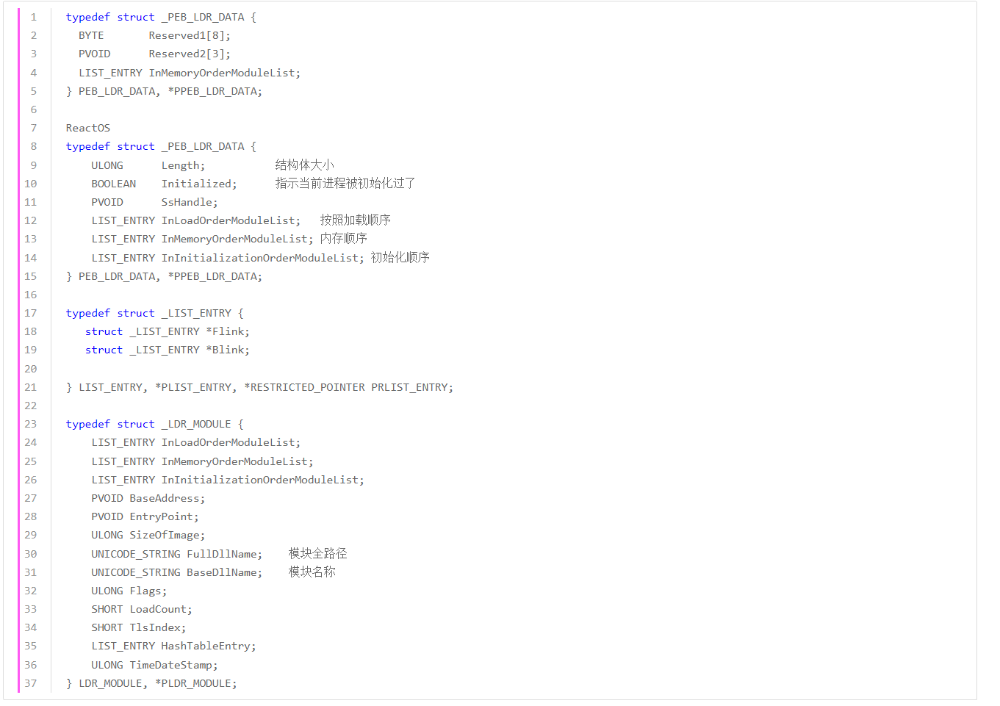 1 typedef struct _PEB_LDR_DATA {
2   BYTE       Reserved1[8];
3   PVOID      Reserved2[3];
4   LIST_ENTRY InMemoryOrderModuleList;
5 } PEB_LDR_DATA, *PPEB_LDR_DATA;
6
7 ReactOS
8 typedef struct _PEB_LDR_DATA {
9     ULONG      Length;           结构体大小
10     BOOLEAN    Initialized;      指示当前进程被初始化过了
11     PVOID      SsHandle;
12     LIST_ENTRY InLoadOrderModuleList;   按照加载顺序
13     LIST_ENTRY InMemoryOrderModuleList; 内存顺序
14     LIST_ENTRY InInitializationOrderModuleList; 初始化顺序
15 } PEB_LDR_DATA, *PPEB_LDR_DATA;
16
17 typedef struct _LIST_ENTRY {
18    struct _LIST_ENTRY *Flink;
19    struct _LIST_ENTRY *Blink;
20
21 } LIST_ENTRY, *PLIST_ENTRY, *RESTRICTED_POINTER PRLIST_ENTRY;
22
23 typedef struct _LDR_MODULE {
24     LIST_ENTRY InLoadOrderModuleList;
25     LIST_ENTRY InMemoryOrderModuleList;
26     LIST_ENTRY InInitializationOrderModuleList;
27     PVOID BaseAddress;
28     PVOID EntryPoint;
29     ULONG SizeOfImage;
30     UNICODE_STRING FullDllName;    模块全路径
31     UNICODE_STRING BaseDllName;    模块名称
32     ULONG Flags;
33     SHORT LoadCount;
34     SHORT TlsIndex;
35     LIST_ENTRY HashTableEntry;
36     ULONG TimeDateStamp;
37 } LDR_MODULE, *PLDR_MODULE;